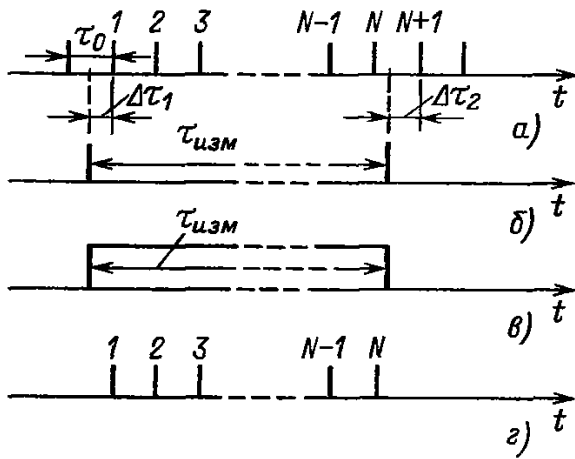 τ₀ 1 2 3 N−1 N N+1
t
Δτ₁ Δτ₂
а)
τизм
t
б)
τизм
t
в)
1 2 3 N−1 N
t
г)